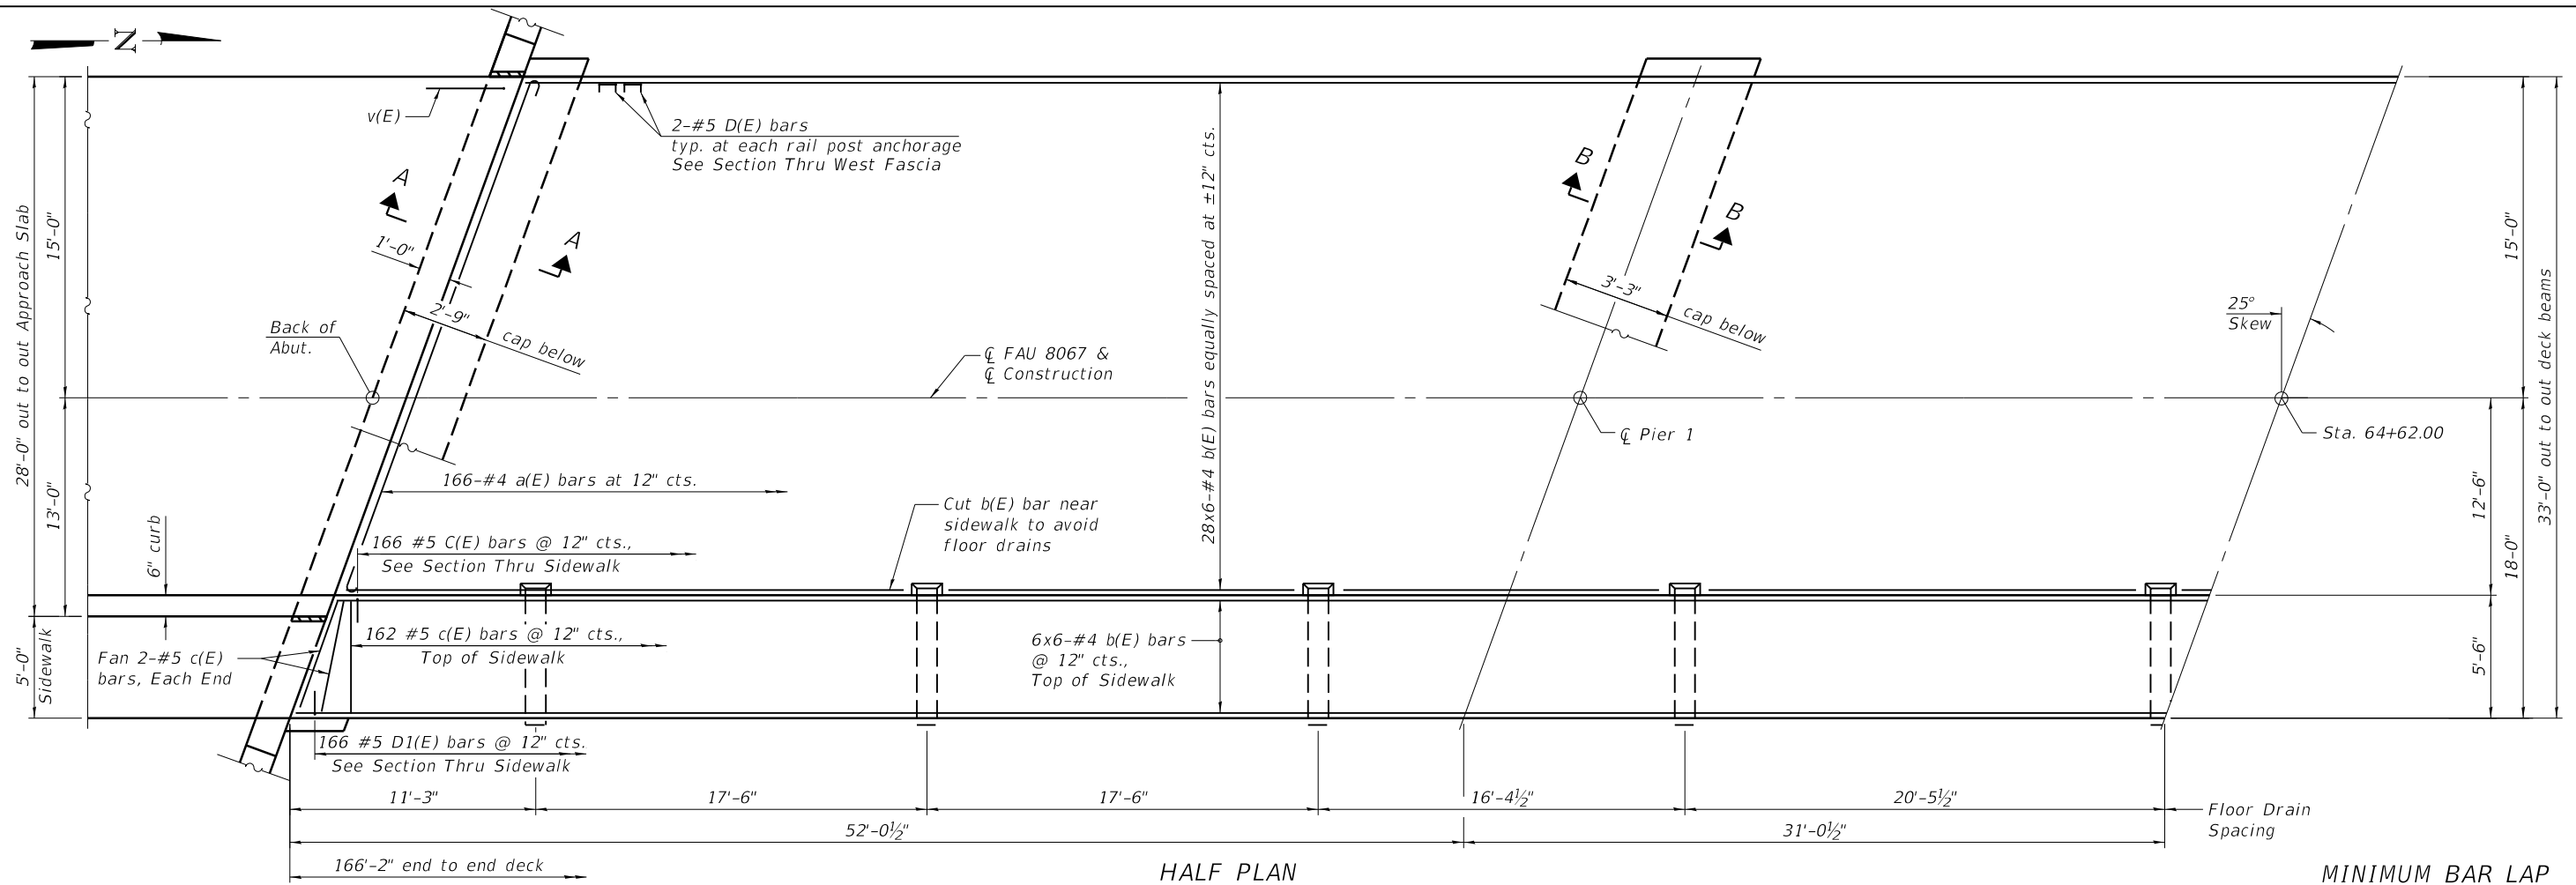 N
v(E)
2-#5 D(E) bars
typ. at each rail post anchorage
See Section Thru West Fascia
A
A
B
B
1'-0"
2'-9"
cap below
3'-3"
cap below
28'-0" out to out Approach Slab
15'-0"
13'-0"
5'-0"
Sidewalk
6" curb
Back of
Abut.
℄ FAU 8067 &
℄ Construction
28x6-#4 b(E) bars equally spaced at ±12" cts.
25°
Skew
15'-0"
33'-0" out to out deck beams
12'-6"
18'-0"
5'-6"
℄ Pier 1
Sta. 64+62.00
166-#4 a(E) bars at 12" cts.
Cut b(E) bar near
sidewalk to avoid
floor drains
166 #5 C(E) bars @ 12" cts.,
See Section Thru Sidewalk
162 #5 c(E) bars @ 12" cts.,
Top of Sidewalk
Fan 2-#5 c(E)
bars, Each End
6x6-#4 b(E) bars
@ 12" cts.,
Top of Sidewalk
166 #5 D1(E) bars @ 12" cts.
See Section Thru Sidewalk
11'-3"
17'-6"
17'-6"
16'-4½"
20'-5½"
Floor Drain
Spacing
52'-0½"
31'-0½"
166'-2" end to end deck
HALF PLAN
MINIMUM BAR LAP